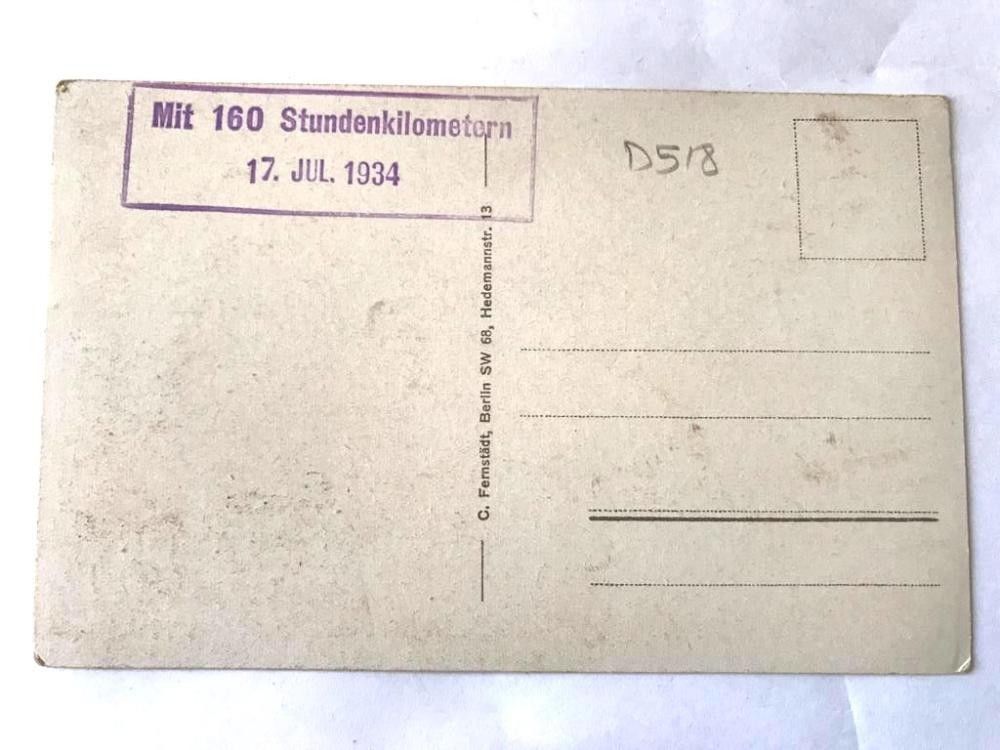 Mit 160 Stundenkilometern
17. JUL. 1934
D518
C. Fernstädt, Berlin SW 68, Hedemannstr. 13